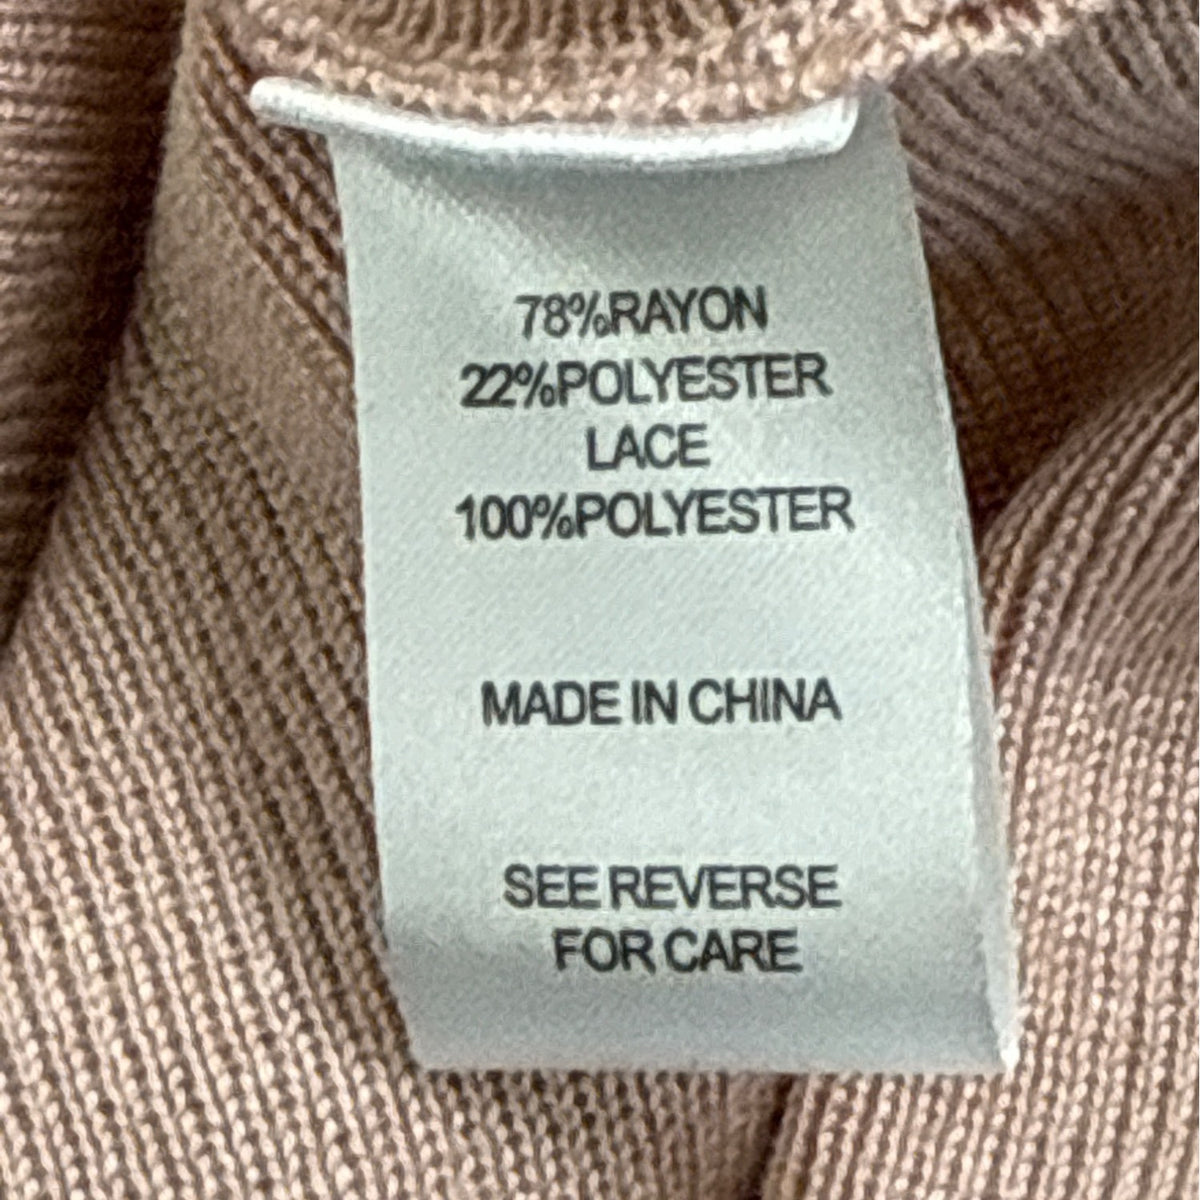 78%RAYON
22%POLYESTER
LACE
100%POLYESTER
MADE IN CHINA
SEE REVERSE
FOR CARE